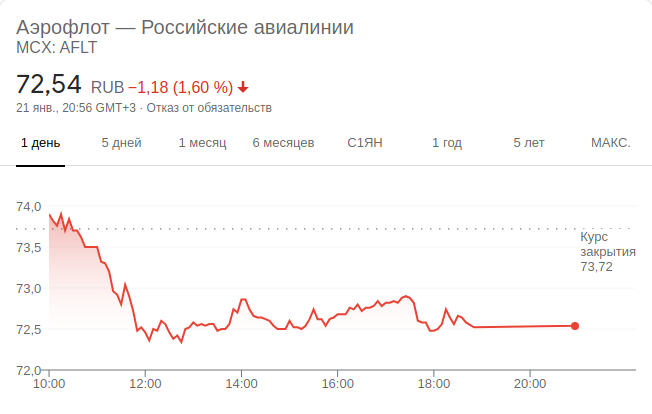 Аэрофлот — Российские авиалинии
MCX: AFLT
72,54 RUB −1,18 (1,60 %)
21 янв., 20:56 GMT+3 · Отказ от обязательств
1 день 5 дней 1 месяц 6 месяцев С1ЯН 1 год 5 лет МАКС.
74,0
Курс
закрытия
73,72
73,5
73,0
72,5
72,0
10:00 12:00 14:00 16:00 18:00 20:00